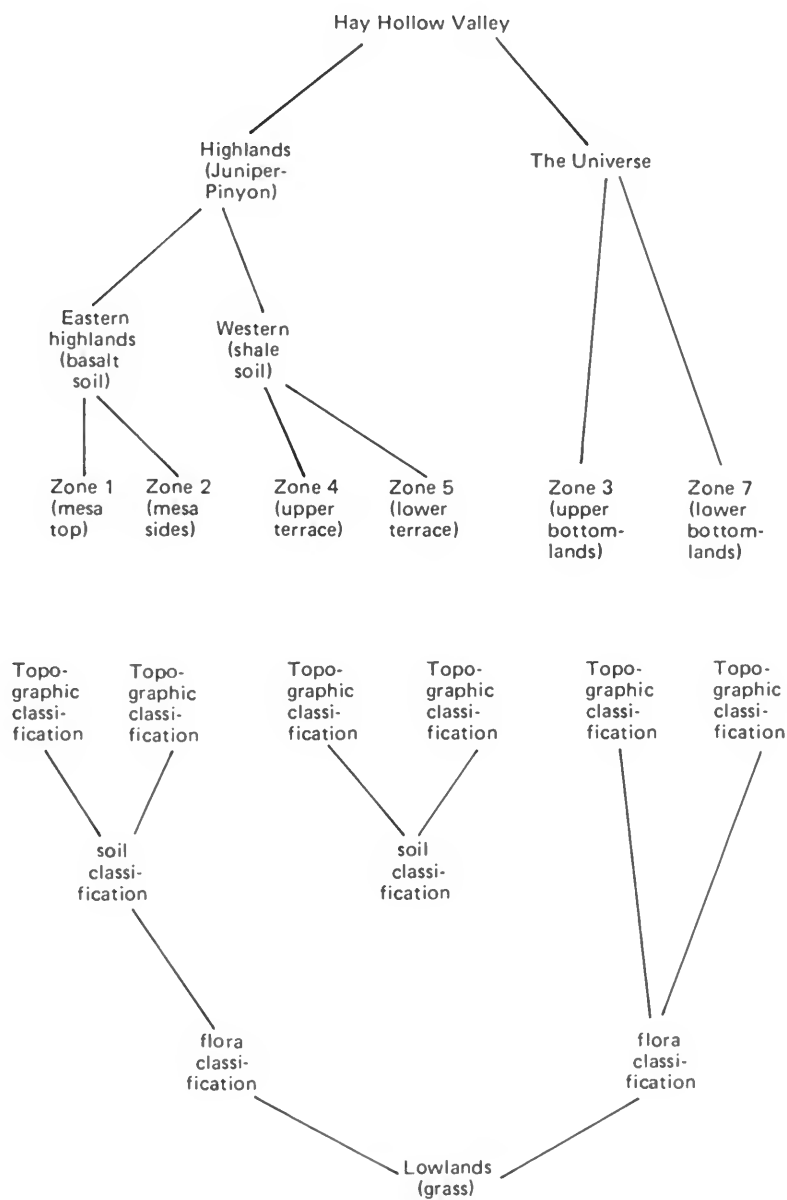 Hay Hollow Valley
Highlands
(Juniper-
Pinyon)
The Universe
Eastern
highlands
(basalt
soil)
Western
(shale
soil)
Zone 1
(mesa
top)
Zone 2
(mesa
sides)
Zone 4
(upper
terrace)
Zone 5
(lower
terrace)
Zone 3
(upper
bottom-
lands)
Zone 7
(lower
bottom-
lands)
Topo-
graphic
classi-
fication
Topo-
graphic
classi-
fication
Topo-
graphic
classi-
fication
Topo-
graphic
classi-
fication
Topo-
graphic
classi-
fication
Topo-
graphic
classi-
fication
soil
classi-
fication
soil
classi-
fication
flora
classi-
fication
flora
classi-
fication
Lowlands
(grass)